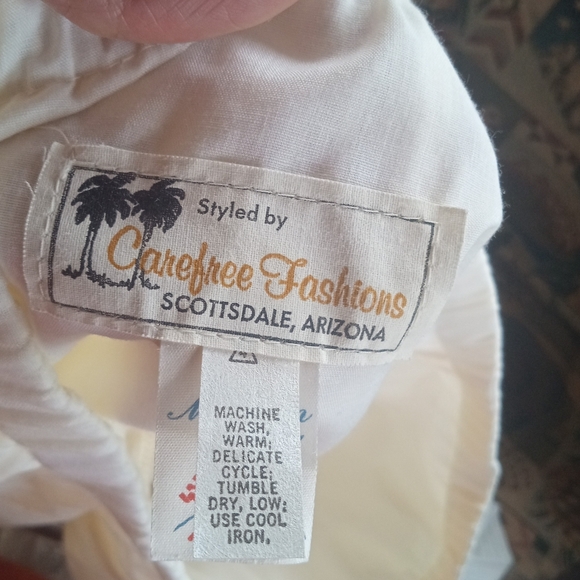 Styled by
Carefree Fashions
SCOTTSDALE, ARIZONA
MACHINE
WASH,
WARM;
DELICATE
CYCLE;
TUMBLE
DRY, LOW;
USE COOL
IRON.